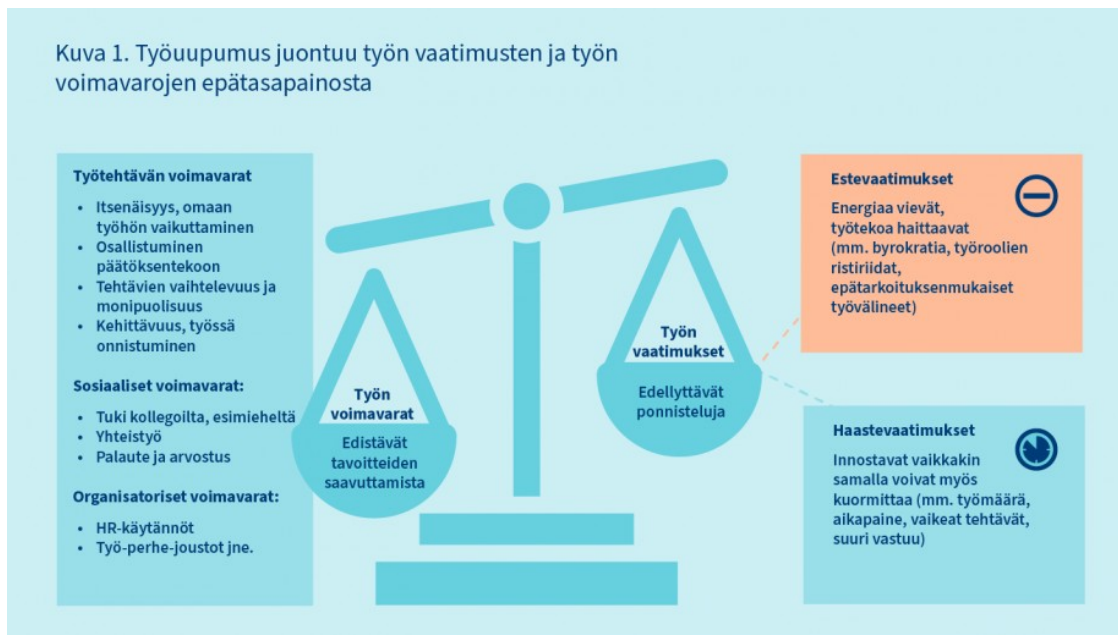 Kuva 1. Työuupumus juontuu työn vaatimusten ja työn
voimavarojen epätasapainosta
Työtehtävän voimavarat
• Itsenäisyys, omaan
työhön vaikuttaminen
• Osallistuminen
päätöksentekoon
• Tehtävien vaihtelevuus ja
monipuolisuus
• Kehittävuus, työssä
onnistuminen
Sosiaaliset voimavarat:
• Tuki kollegoilta, esimieheltä
• Yhteistyö
• Palaute ja arvostus
Organisatoriset voimavarat:
• HR-käytännöt
• Työ-perhe-joustot jne.
Työn
voimavarat
Edistävät
tavoitteiden
saavuttamista
Työn
vaatimukset
Edellyttävät
ponnisteluja
Estevaatimukset
Energiaa vievät,
työtekoa haittaavat
(mm. byrokratia, työroolien
ristiriidat,
epätarkoituksenmukaiset
työvälineet)
Haastevaatimukset
Innostavat vaikkakin
samalla voivat myös
kuormittaa (mm. työmäärä,
aikapaine, vaikeat tehtävät,
suuri vastuu)